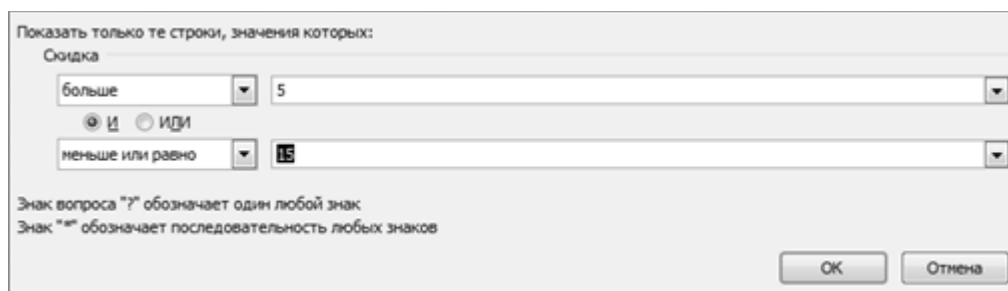 Показать только те строки, значения которых:
Скидка
больше 5
И ИЛИ
меньше или равно 15
Знак вопроса "?" обозначает один любой знак
Знак "*" обозначает последовательность любых знаков
ОК Отмена